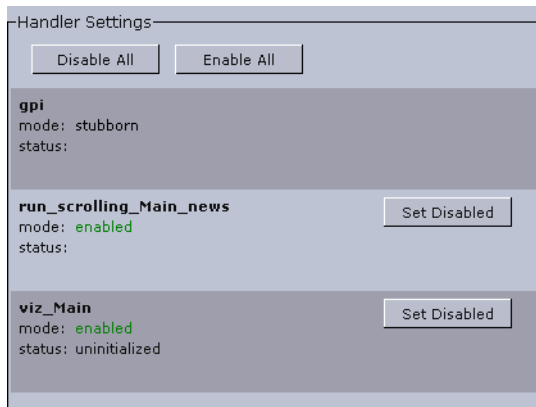 Handler Settings
Disable All Enable All
gpi
mode: stubborn
status:
run_scrolling_Main_news Set Disabled
mode: enabled
status:
viz_Main Set Disabled
mode: enabled
status: uninitialized